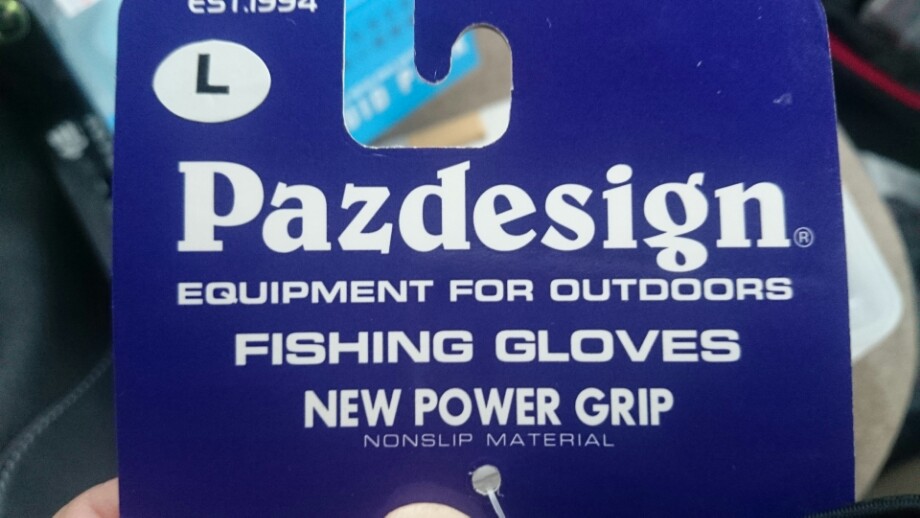 EST.1994
L
Pazdesign®
EQUIPMENT FOR OUTDOORS
FISHING GLOVES
NEW POWER GRIP
NONSLIP MATERIAL